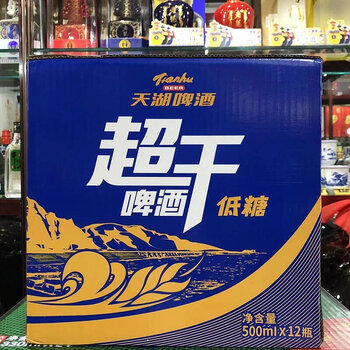 Tianhu
BEER
天湖啤酒
超干
啤酒
低糖
净含量
500ml x 12瓶